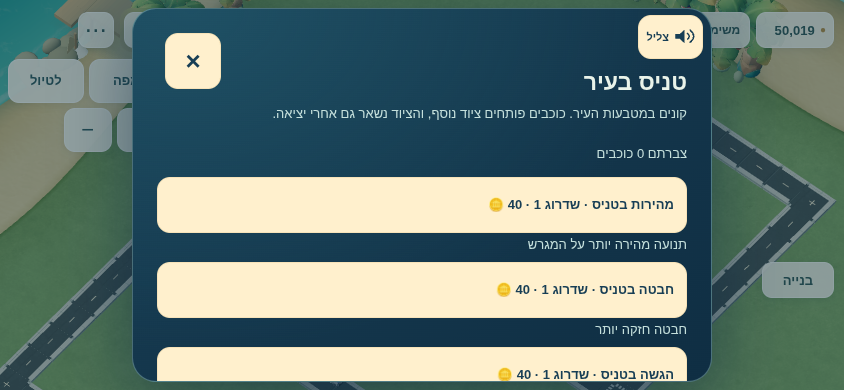 50,019
משימ
צליל
...
לטיול
מפה
–
×
טניס בעיר
קונים במטבעות העיר. כוכבים פותחים ציוד נוסף, והציוד נשאר גם אחרי יציאה.
צברתם 0 כוכבים
מהירות בטניס · שדרוג 1 · 40
תנועה מהירה יותר על המגרש
חבטה בטניס · שדרוג 1 · 40
בנייה
חבטה חזקה יותר
הגשה בטניס · שדרוג 1 · 40